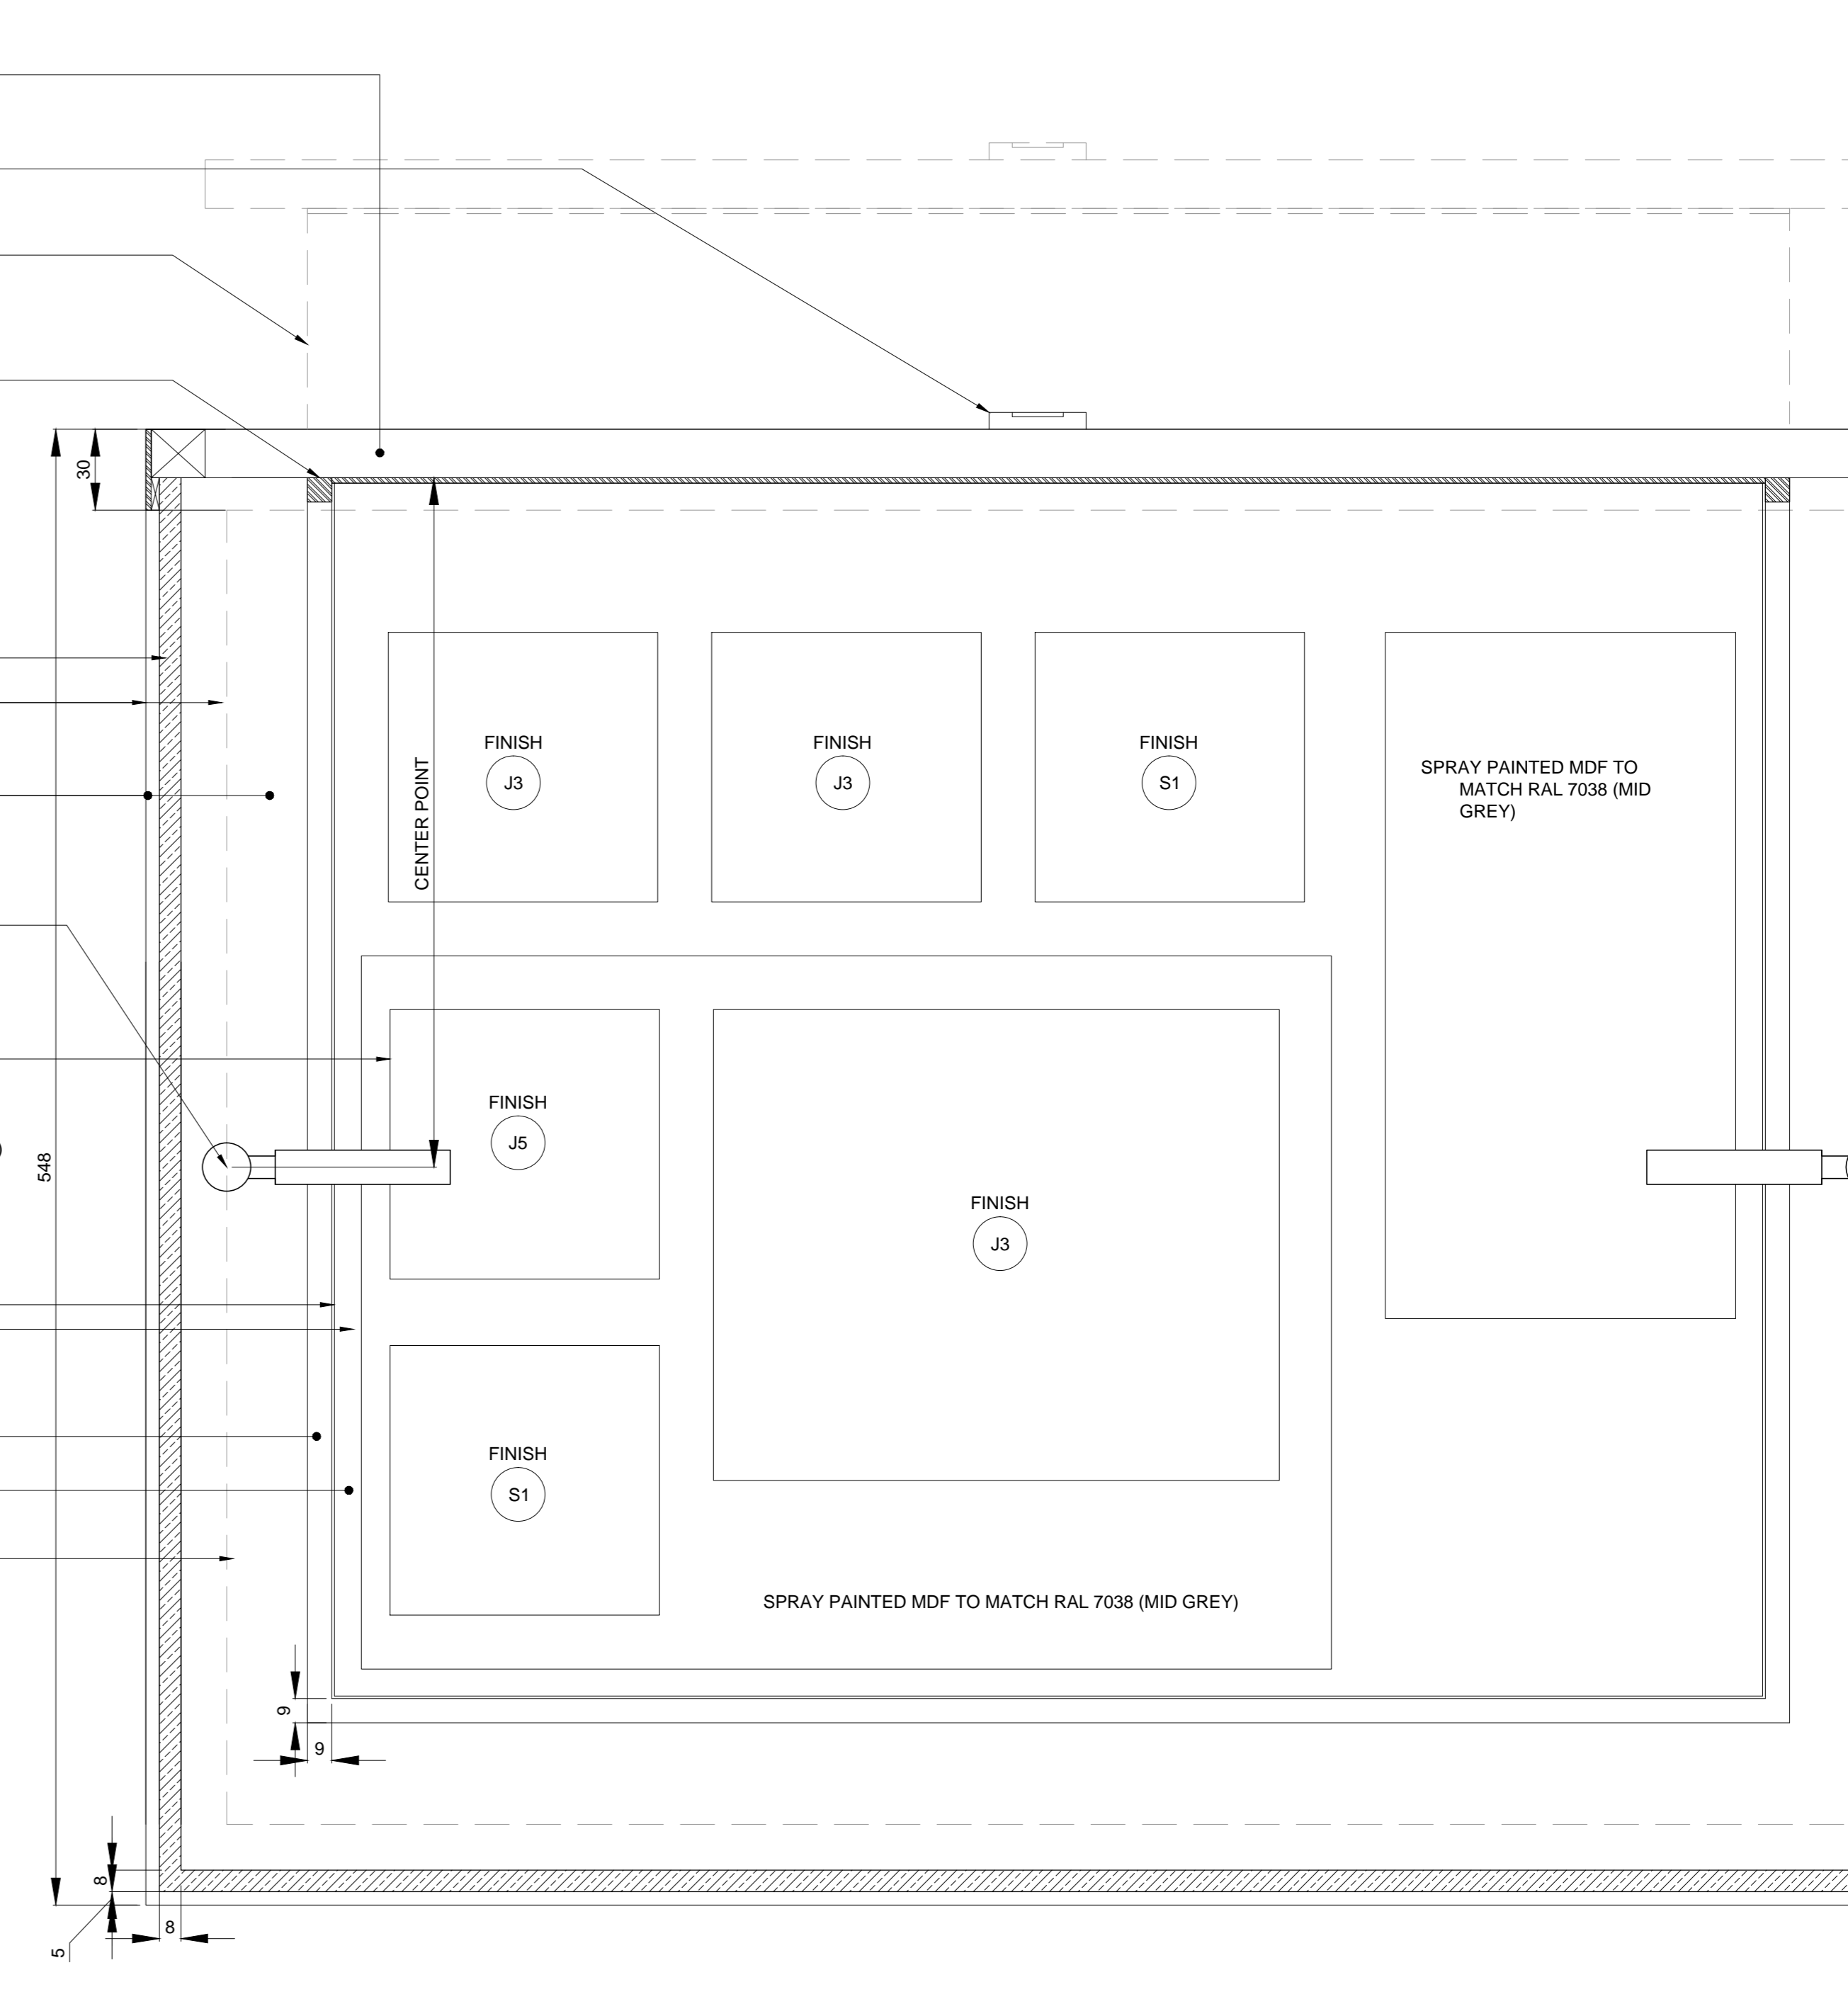 30
FINISH
J3
FINISH
J3
FINISH
S1
SPRAY PAINTED MDF TO
MATCH RAL 7038 (MID
GREY)
CENTER POINT
548
FINISH
J5
FINISH
J3
FINISH
S1
SPRAY PAINTED MDF TO MATCH RAL 7038 (MID GREY)
9
9
8
8
5